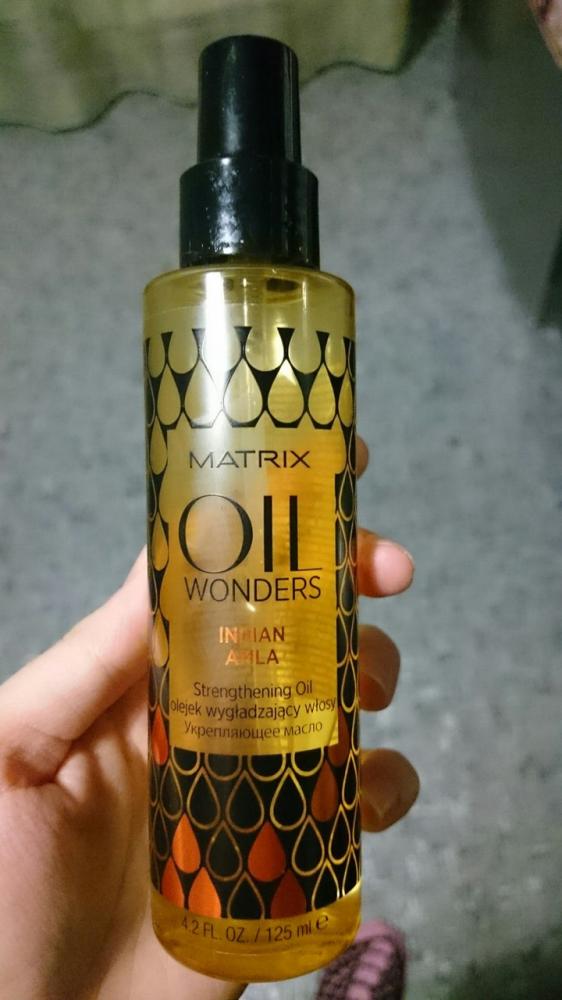 MATRIX
OIL
WONDERS
INDIAN
AMLA
Strengthening Oil
olejek wygładzający włosy
Укрепляющее масло
4.2 FL. OZ. / 125 ml e